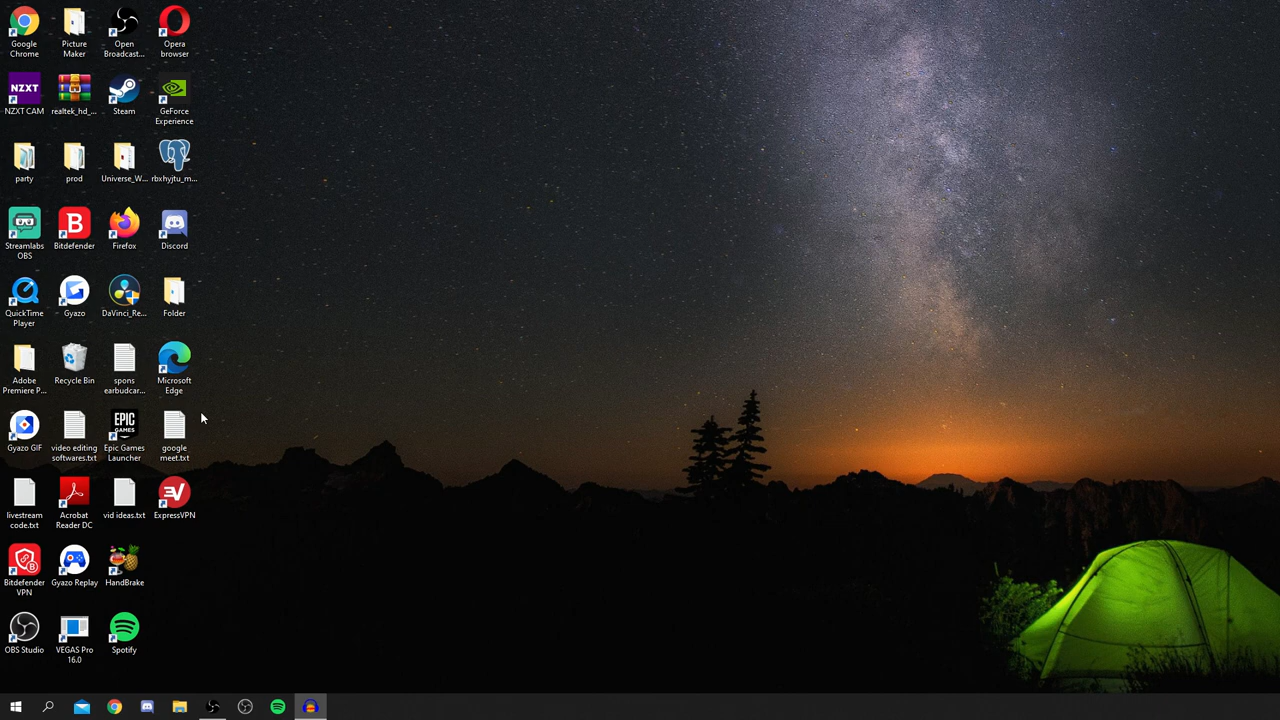 Google
Chrome
Picture
Maker
Open
Broadcast...
Opera
browser
NZXT
NZXT CAM
realtek_hd_...
Steam
GeForce
Experience
party
prod
Universe_W...
rbxhyjtu_m...
Streamlabs
OBS
B
Bitdefender
Firefox
Discord
QuickTime
Player
Gyazo
DaVinci_Re...
Folder
Adobe
Premiere P...
Recycle Bin
spons
earbudcar...
Microsoft
Edge
Gyazo GIF
video editing
softwares.txt
EPIC
GAMES
Epic Games
Launcher
google
meet.txt
livestream
code.txt
Acrobat
Reader DC
vid ideas.txt
ExpressVPN
Bitdefender
VPN
Gyazo Replay
HandBrake
OBS Studio
VEGAS Pro
16.0
Spotify